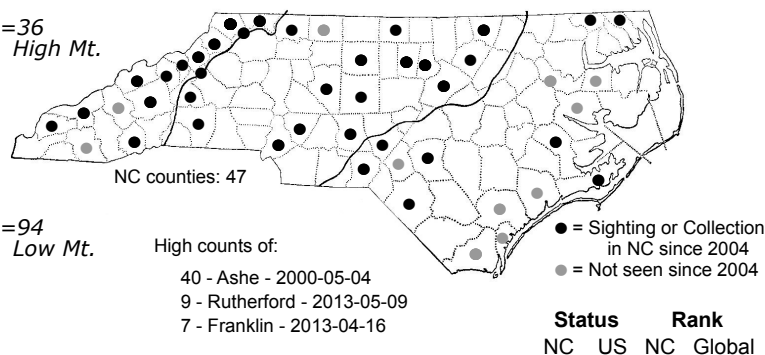 =36
High Mt.
NC counties: 47
=94
Low Mt.
High counts of:
40 - Ashe - 2000-05-04
9 - Rutherford - 2013-05-09
7 - Franklin - 2013-04-16
● = Sighting or Collection
in NC since 2004
● = Not seen since 2004
Status Rank
NC US NC Global